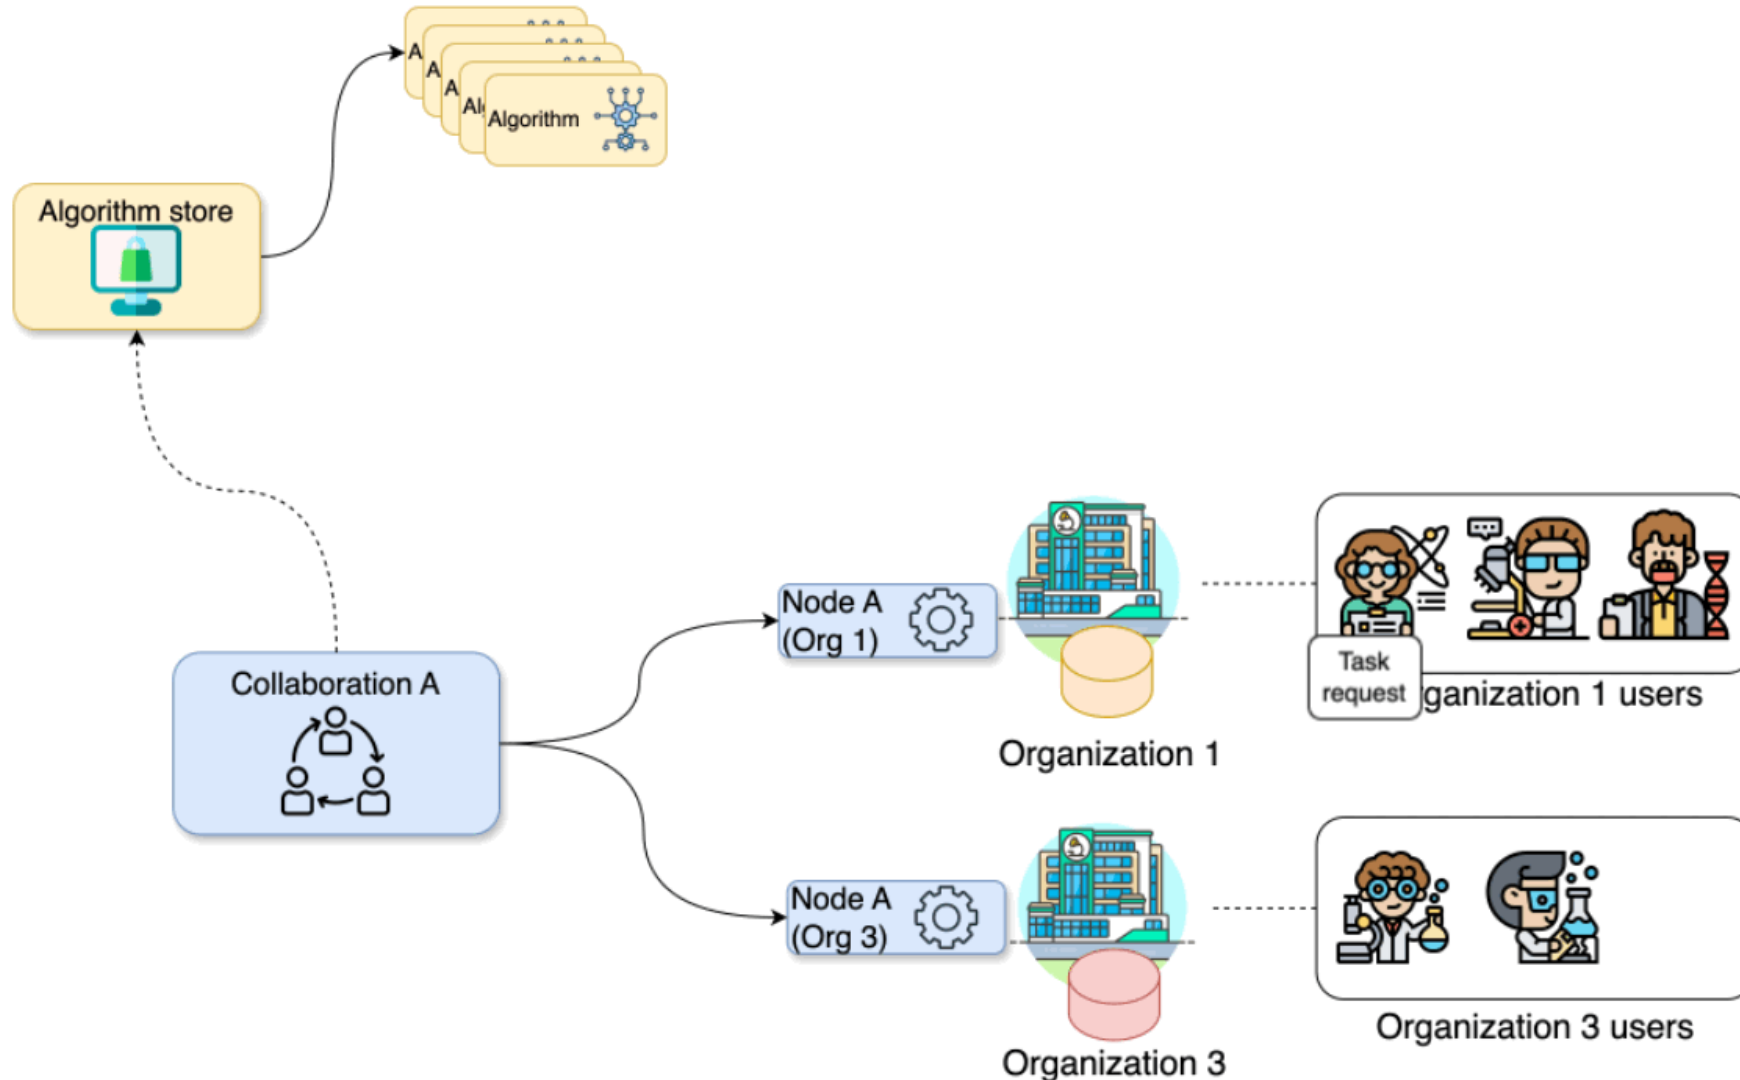 A
A
A
Al
Algorithm
Algorithm store
Collaboration A
Node A
(Org 1)
Organization 1
Task
request
ganization 1 users
Node A
(Org 3)
Organization 3
Organization 3 users